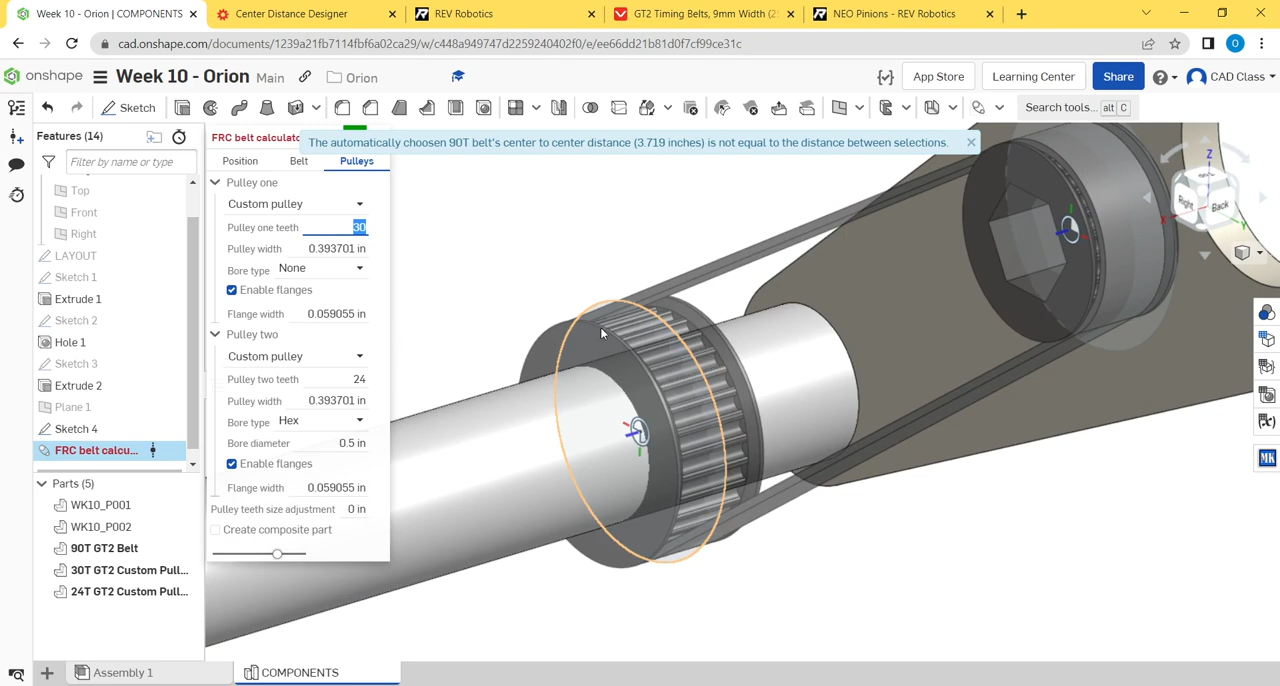 Week 10 - Orion | COMPONENTS
Center Distance Designer
REV Robotics
GT2 Timing Belts, 9mm Width (2
NEO Pinions - REV Robotics
cad.onshape.com/documents/1239a21fb7114fbf6a02ca29/w/c448a949747d259240402f0/e/ee66dd21b81d0f7cf99ce31c
O
onshape
Week 10 - Orion
Main
Orion
App Store
Learning Center
Share
CAD Class
Sketch
Search tools...
alt
C
Features (14)
Filter by name or type
Top
Front
Right
LAYOUT
Sketch 1
Extrude 1
Sketch 2
Hole 1
Sketch 3
Extrude 2
Plane 1
Sketch 4
FRC belt calcu...
Parts (5)
WK10_P001
WK10_P002
90T GT2 Belt
30T GT2 Custom Pull...
24T GT2 Custom Pull...
FRC belt calculato
The automatically choosen 90T belt's center to center distance (3.719 inches) is not equal to the distance between selections.
Position
Belt
Pulleys
Pulley one
Custom pulley
Pulley one teeth 30
Pulley width 0.393701 in
Bore type None
Enable flanges
Flange width 0.059055 in
Pulley two
Custom pulley
Pulley two teeth 24
Pulley width 0.393701 in
Bore type Hex
Bore diameter 0.5 in
Enable flanges
Flange width 0.059055 in
Pulley teeth size adjustment 0 in
Create composite part
Z
Right
Back
X
Y
MK
Assembly 1
COMPONENTS